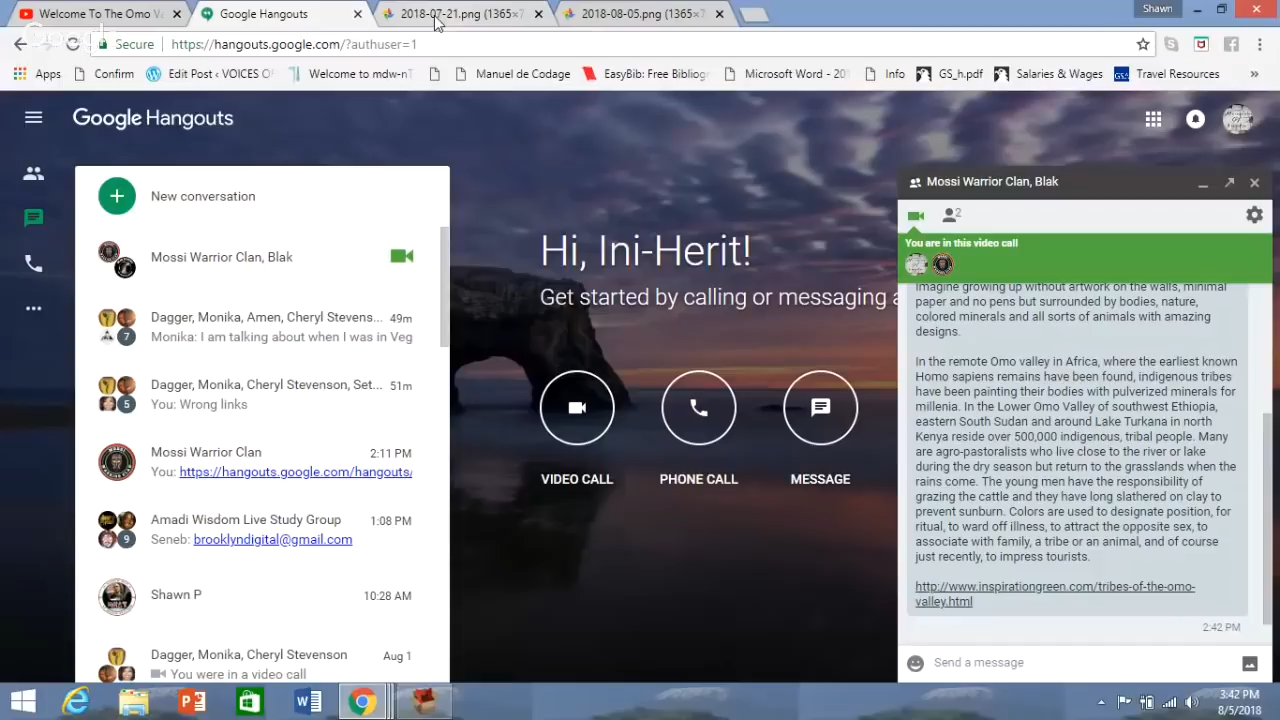 Welcome To The Omo V
Google Hangouts
2018-07-21.png (1365×7
2018-08-05.png (1365×7
Shawn
Secure
https://hangouts.google.com/?authuser=1
Apps
Confirm
Edit Post ‹ VOICES OF
Welcome to mdw-nT
Manuel de Codage
EasyBib: Free Bibliogr
Microsoft Word - 201
Info
GS_h.pdf
Salaries & Wages
GSA
Travel Resources
»
Google Hangouts
New conversation
Mossi Warrior Clan, Blak
Dagger, Monika, Amen, Cheryl Stevens... 49m
7
Monika: I am talking about when I was in Veg
Dagger, Monika, Cheryl Stevenson, Set... 51m
5
You: Wrong links
Mossi Warrior Clan 2:11 PM
You: https://hangouts.google.com/hangouts/
Amadi Wisdom Live Study Group 1:08 PM
9
Seneb: brooklyndigital@gmail.com
Shawn P 10:28 AM
Dagger, Monika, Cheryl Stevenson Aug 1
You were in a video call
Hi, Ini-Herit!
Get started by calling or messaging a
VIDEO CALL
PHONE CALL
MESSAGE
Mossi Warrior Clan, Blak
2
You are in this video call
Imagine growing up without artwork on the walls, minimal
paper and no pens but surrounded by bodies, nature,
colored minerals and all sorts of animals with amazing
designs.
In the remote Omo valley in Africa, where the earliest known
Homo sapiens remains have been found, indigenous tribes
have been painting their bodies with pulverized minerals for
millenia. In the Lower Omo Valley of southwest Ethiopia,
eastern South Sudan and around Lake Turkana in north
Kenya reside over 500,000 indigenous, tribal people. Many
are agro-pastoralists who live close to the river or lake
during the dry season but return to the grasslands when the
rains come. The young men have the responsibility of
grazing the cattle and they have long slathered on clay to
prevent sunburn. Colors are used to designate position, for
ritual, to ward off illness, to attract the opposite sex, to
associate with family, a tribe or an animal, and of course
just recently, to impress tourists.
http://www.inspirationgreen.com/tribes-of-the-omo-
valley.html
2:42 PM
Send a message
3:42 PM
8/5/2018